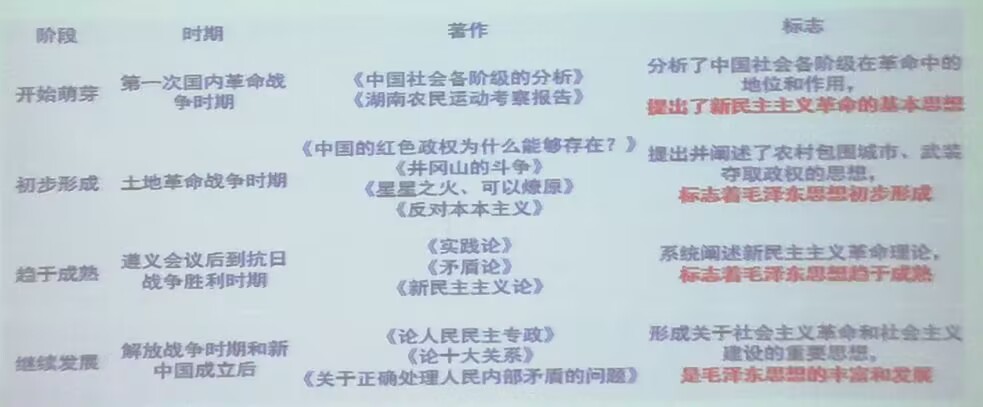 阶段 时期 著作 标志
开始萌芽
第一次国内革命战
争时期
《中国社会各阶级的分析》
《湖南农民运动考察报告》
分析了中国社会各阶级在革命中的
地位和作用，
提出了新民主主义革命的基本思想
初步形成
土地革命战争时期
《中国的红色政权为什么能够存在？》
《井冈山的斗争》
《星星之火、可以燎原》
《反对本本主义》
提出并阐述了农村包围城市、武装
夺取政权的思想，
标志着毛泽东思想初步形成
趋于成熟
遵义会议后到抗日
战争胜利时期
《实践论》
《矛盾论》
《新民主主义论》
系统阐述新民主主义革命理论，
标志着毛泽东思想趋于成熟
继续发展
解放战争时期和新
中国成立后
《论人民民主专政》
《论十大关系》
《关于正确处理人民内部矛盾的问题》
形成关于社会主义革命和社会主义
建设的重要思想，
是毛泽东思想的丰富和发展